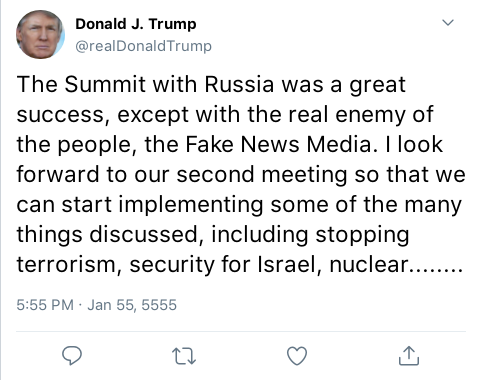 Donald J. Trump
@realDonaldTrump
The Summit with Russia was a great
success, except with the real enemy of
the people, the Fake News Media. I look
forward to our second meeting so that we
can start implementing some of the many
things discussed, including stopping
terrorism, security for Israel, nuclear........
5:55 PM · Jan 55, 5555